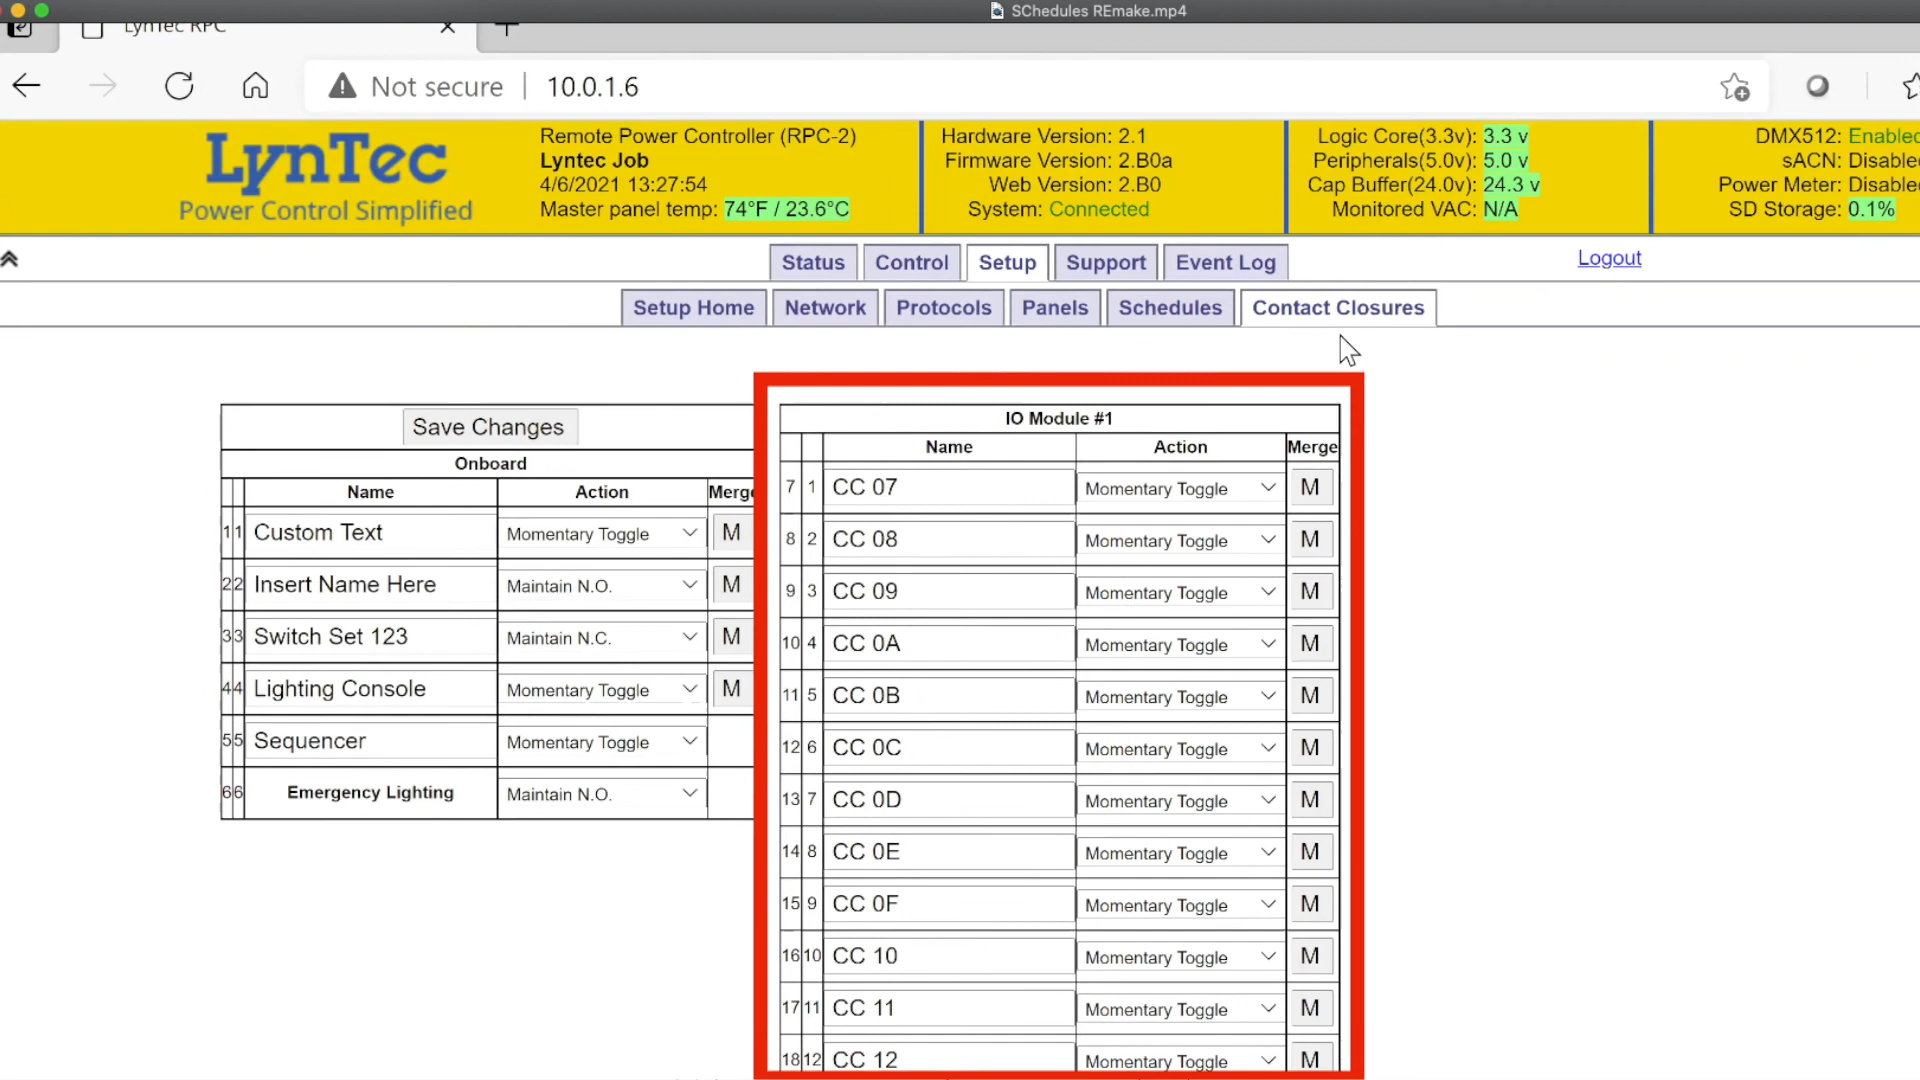 SChedules REmake.mp4
LynTec RPC
Not secure | 10.0.1.6
LynTec
Power Control Simplified
Remote Power Controller (RPC-2)
Lyntec Job
4/6/2021 13:27:54
Master panel temp: 74°F / 23.6°C
Hardware Version: 2.1
Firmware Version: 2.B0a
Web Version: 2.B0
System: Connected
Logic Core(3.3v): 3.3 v
Peripherals(5.0v): 5.0 v
Cap Buffer(24.0v): 24.3 v
Monitored VAC: N/A
DMX512: Enabled
sACN: Disable
Power Meter: Disable
SD Storage: 0.1%
Status Control Setup Support Event Log Logout
Setup Home Network Protocols Panels Schedules Contact Closures
Save Changes
Onboard
Name Action Merge
1 1 Custom Text Momentary Toggle M
2 2 Insert Name Here Maintain N.O. M
3 3 Switch Set 123 Maintain N.C. M
4 4 Lighting Console Momentary Toggle M
5 5 Sequencer Momentary Toggle
6 6 Emergency Lighting Maintain N.O.
IO Module #1
Name Action Merge
7 1 CC 07 Momentary Toggle M
8 2 CC 08 Momentary Toggle M
9 3 CC 09 Momentary Toggle M
10 4 CC 0A Momentary Toggle M
11 5 CC 0B Momentary Toggle M
12 6 CC 0C Momentary Toggle M
13 7 CC 0D Momentary Toggle M
14 8 CC 0E Momentary Toggle M
15 9 CC 0F Momentary Toggle M
16 10 CC 10 Momentary Toggle M
17 11 CC 11 Momentary Toggle M
18 12 CC 12 Momentary Toggle M